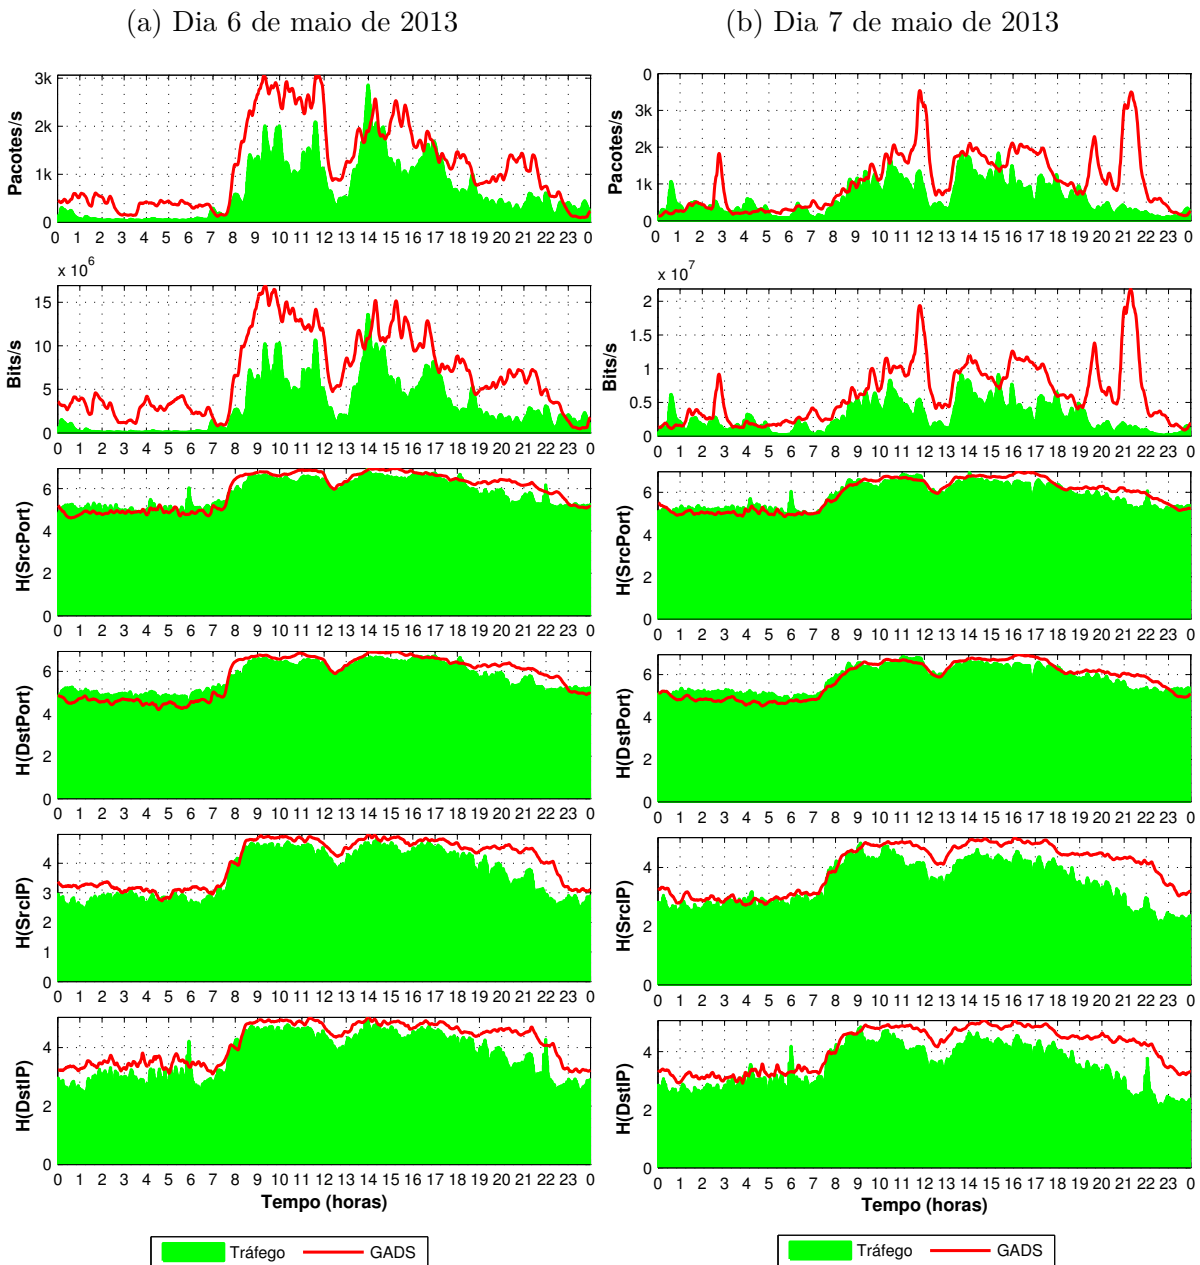 (a) Dia 6 de maio de 2013
3k
2k
1k
0
Pacotes/s
0 1 2 3 4 5 6 7 8 9 10 11 12 13 14 15 16 17 18 19 20 21 22 23 0
x 10^6
15
10
5
0
Bits/s
0 1 2 3 4 5 6 7 8 9 10 11 12 13 14 15 16 17 18 19 20 21 22 23 0
6
4
2
0
H(SrcPort)
0 1 2 3 4 5 6 7 8 9 10 11 12 13 14 15 16 17 18 19 20 21 22 23 0
6
4
2
0
H(DstPort)
0 1 2 3 4 5 6 7 8 9 10 11 12 13 14 15 16 17 18 19 20 21 22 23 0
4
3
2
1
0
H(SrcIP)
0 1 2 3 4 5 6 7 8 9 10 11 12 13 14 15 16 17 18 19 20 21 22 23 0
4
2
0
H(DstIP)
0 1 2 3 4 5 6 7 8 9 10 11 12 13 14 15 16 17 18 19 20 21 22 23 0
Tempo (horas)
Tráfego GADS
(b) Dia 7 de maio de 2013
0
3k
2k
1k
0
Pacotes/s
0 1 2 3 4 5 6 7 8 9 10 11 12 13 14 15 16 17 18 19 20 21 22 23 0
x 10^7
2
1.5
1
0.5
0
Bits/s
0 1 2 3 4 5 6 7 8 9 10 11 12 13 14 15 16 17 18 19 20 21 22 23 0
6
4
2
0
H(SrcPort)
0 1 2 3 4 5 6 7 8 9 10 11 12 13 14 15 16 17 18 19 20 21 22 23 0
6
4
2
0
H(DstPort)
0 1 2 3 4 5 6 7 8 9 10 11 12 13 14 15 16 17 18 19 20 21 22 23 0
4
2
0
H(SrcIP)
0 1 2 3 4 5 6 7 8 9 10 11 12 13 14 15 16 17 18 19 20 21 22 23 0
4
2
0
H(DstIP)
0 1 2 3 4 5 6 7 8 9 10 11 12 13 14 15 16 17 18 19 20 21 22 23 0
Tempo (horas)
Tráfego GADS